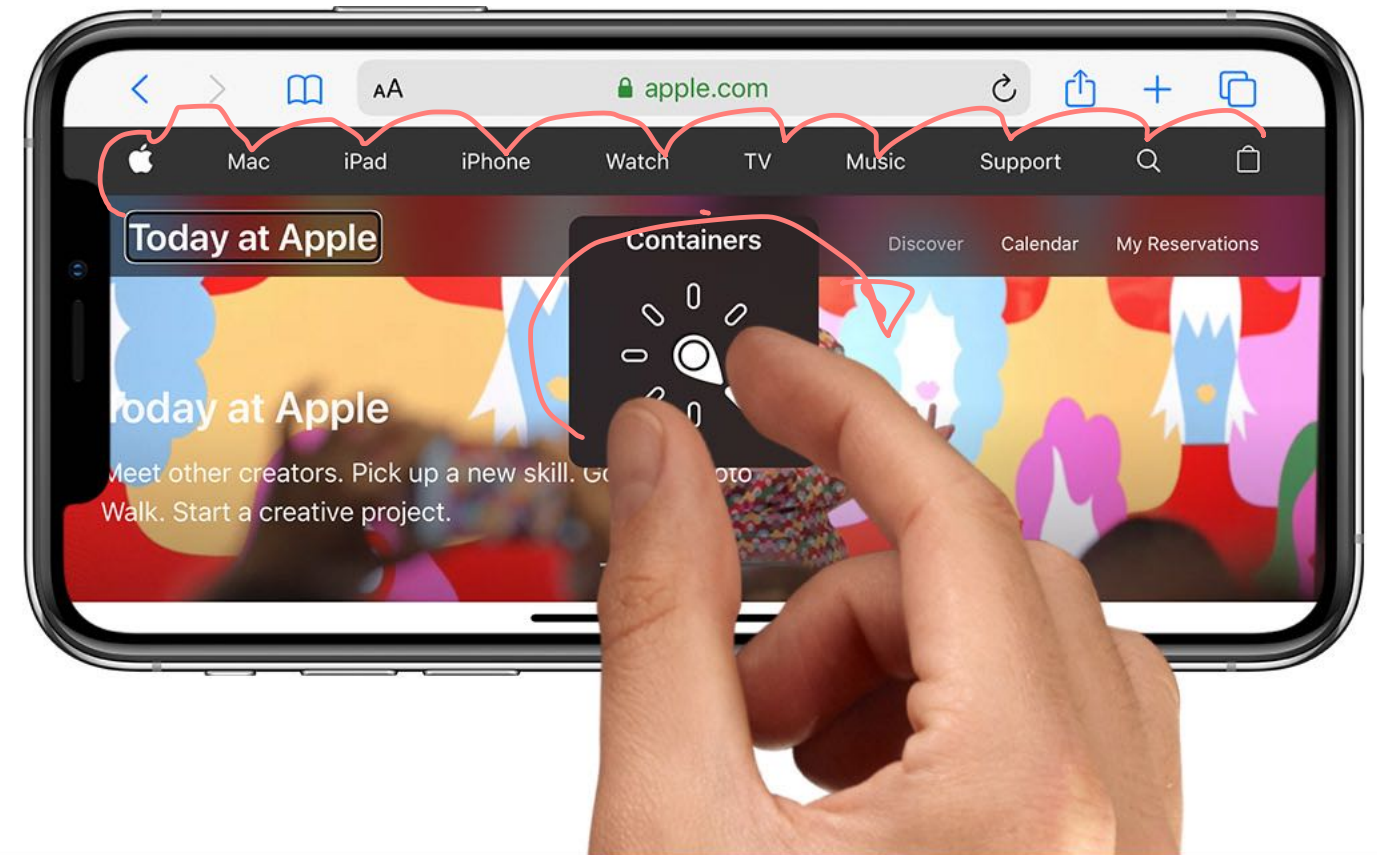 AA apple.com
Mac iPad iPhone Watch TV Music Support
Today at Apple
Containers
Discover Calendar My Reservations
Today at Apple
Meet other creators. Pick up a new skill.
Walk. Start a creative project.